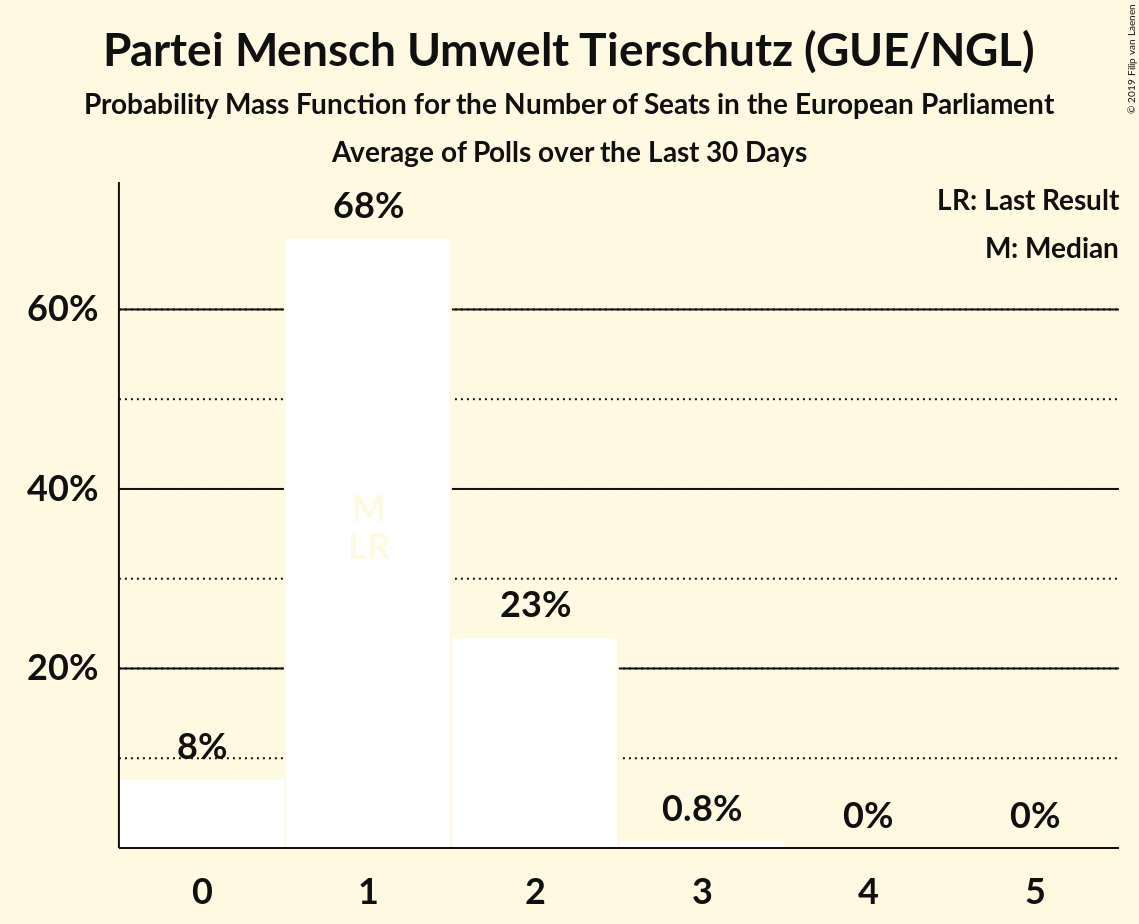 Partei Mensch Umwelt Tierschutz (GUE/NGL)
Probability Mass Function for the Number of Seats in the European Parliament
Average of Polls over the Last 30 Days
© 2019 Filip van Laenen
LR: Last Result
M: Median
68%
60%
40%
M
LR
23%
20%
8%
0.8%
0%
0%
0 1 2 3 4 5